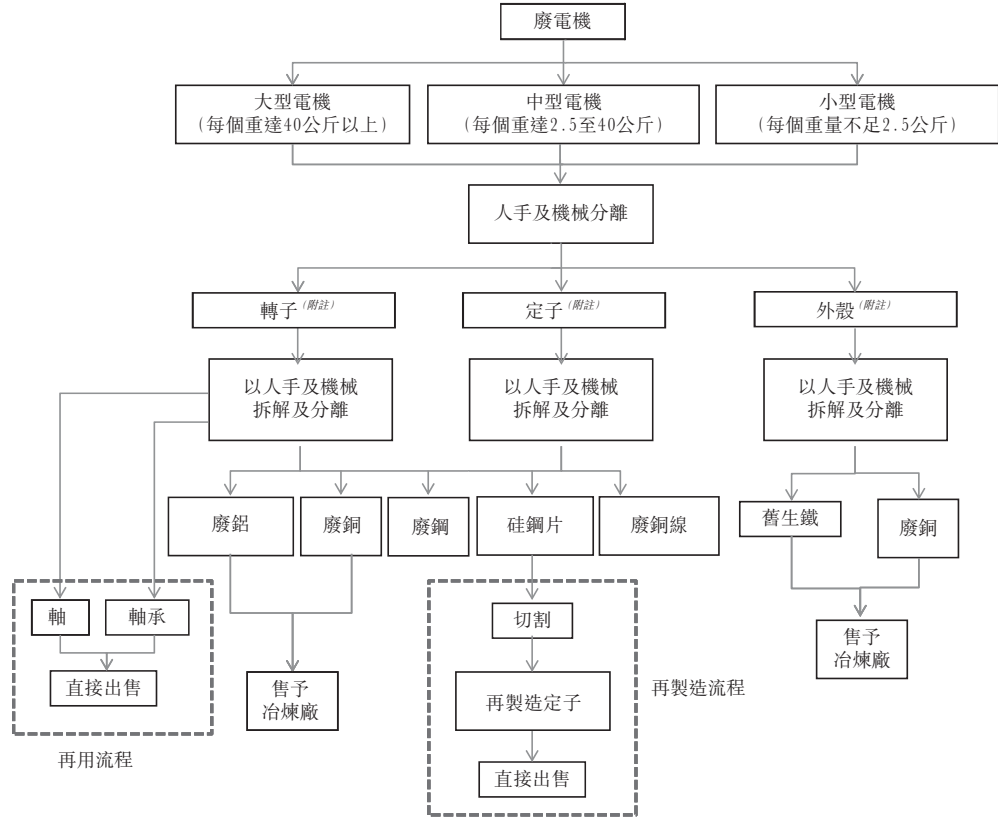 廢電機
大型電機
(每個重達40公斤以上)
中型電機
(每個重達2.5至40公斤)
小型電機
(每個重量不足2.5公斤)
人手及機械分離
轉子(附註)
定子(附註)
外殼(附註)
以人手及機械
拆解及分離
以人手及機械
拆解及分離
以人手及機械
拆解及分離
廢鋁
廢銅
廢鋼
硅鋼片
廢銅線
舊生鐵
廢銅
軸
軸承
直接出售
再用流程
售予
冶煉廠
切割
再製造定子
直接出售
再製造流程
售予
冶煉廠